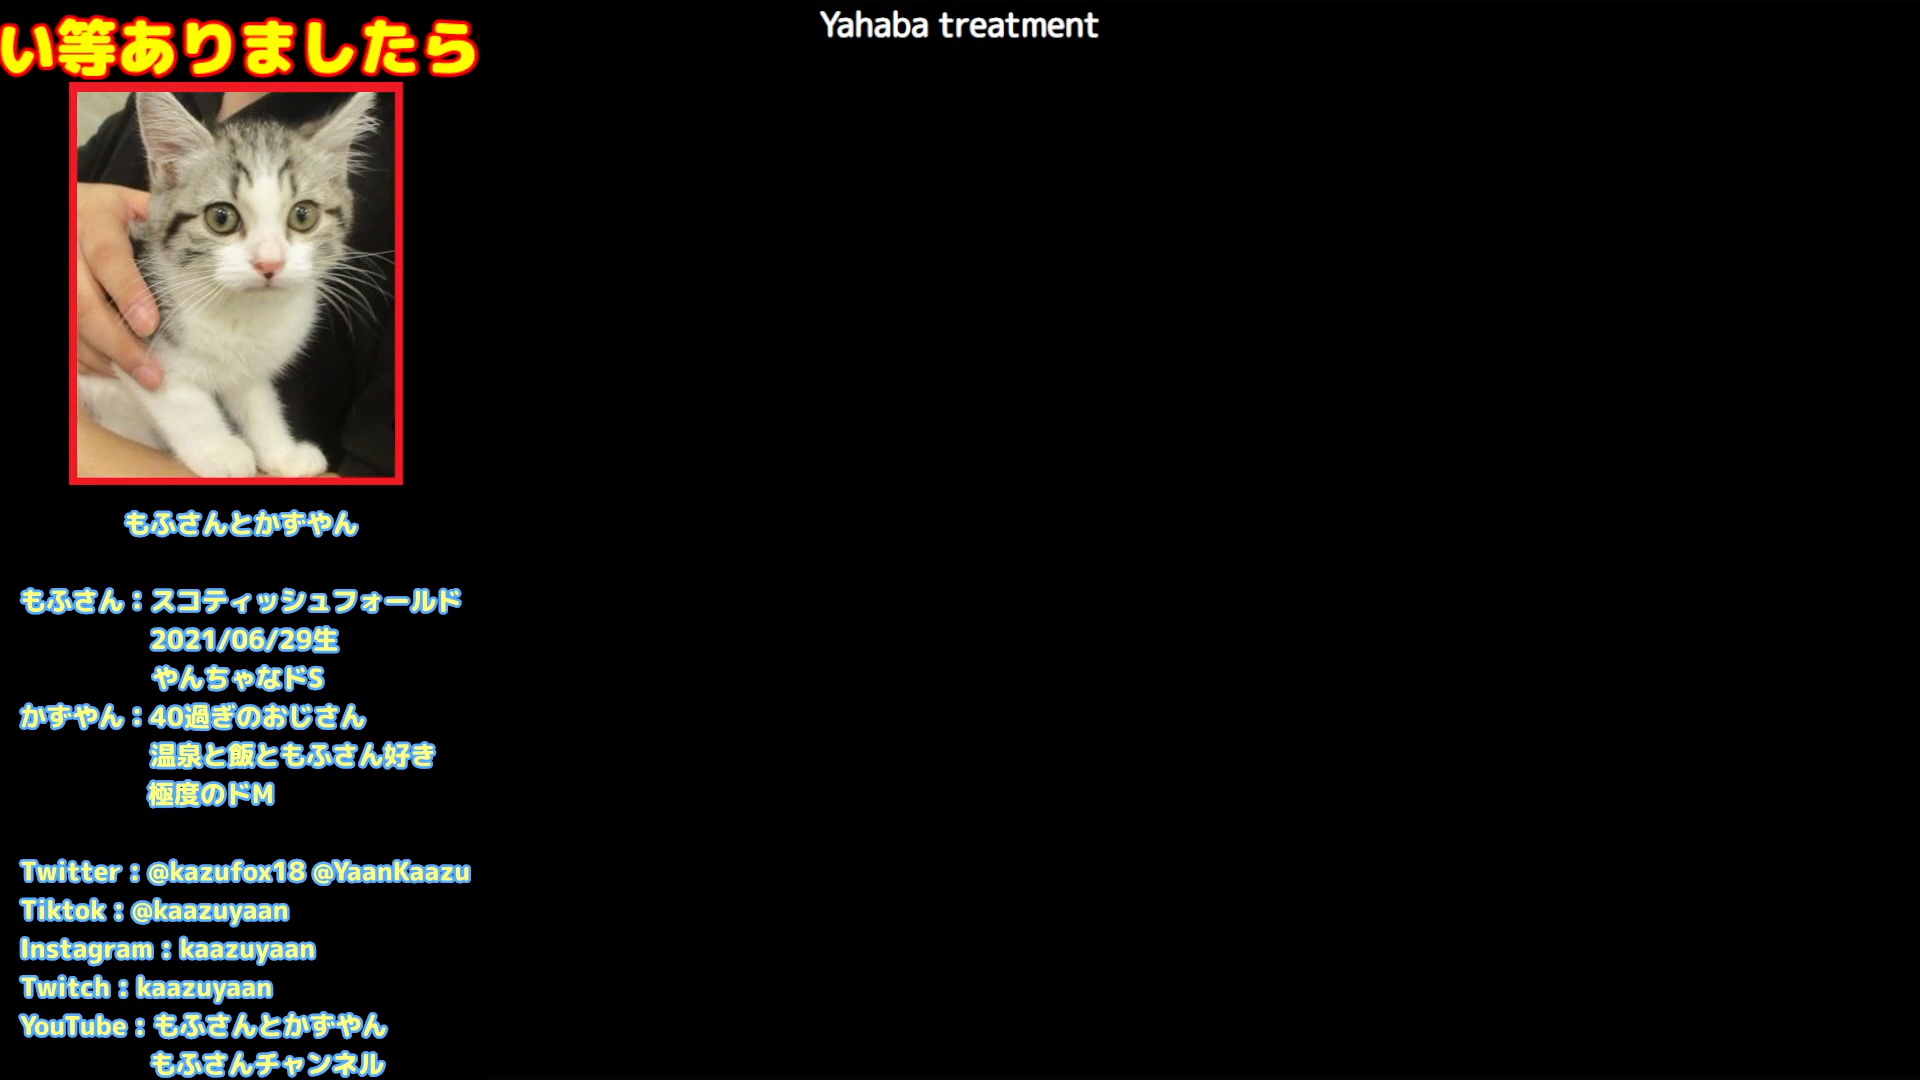 い等ありましたら
Yahaba treatment
もふさんとかずやん
もふさん：スコティッシュフォールド
2021/06/29生
やんちゃなドS
かずやん：40過ぎのおじさん
温泉と飯ともふさん好き
極度のドM
Twitter：@kazufox18 @YaanKaazu
Tiktok：@kaazuyaan
Instagram：kaazuyaan
Twitch：kaazuyaan
YouTube：もふさんとかずやん
もふさんチャンネル